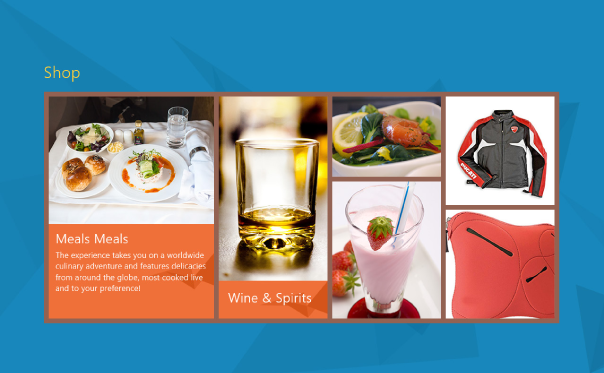 Shop
Meals Meals
The experience takes you on a worldwide
culinary adventure and features delicacies
from around the globe, most cooked live
and to your preference!
Wine & Spirits
DUCATI